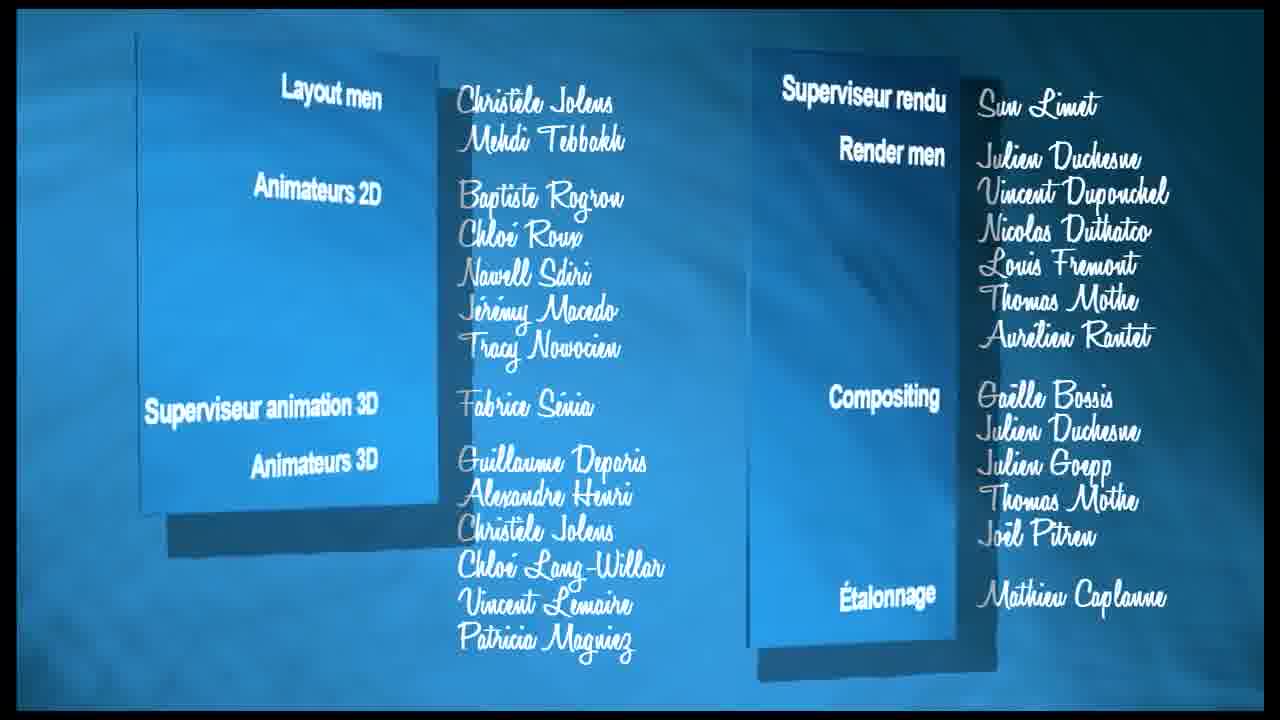 Layout men Christèle Jolens
Mehdi Tebbakh
Animateurs 2D Baptiste Rogron
Chloé Roux
Nawell Sdiri
Jérémy Macedo
Tracy Nowocien
Superviseur animation 3D Fabrice Sénia
Animateurs 3D Guillaume Deparis
Alexandre Henri
Christèle Jolens
Chloé Lang-Willar
Vincent Lemaire
Patricia Magniez
Superviseur rendu Sun Limet
Render men Julien Duchesne
Vincent Duponchel
Nicolas Duthatco
Louis Fremont
Thomas Mothe
Aurélien Rantet
Compositing Gaëlle Bossis
Julien Duchesne
Julien Goepp
Thomas Mothe
Joël Pitren
Étalonnage Mathieu Caplanne